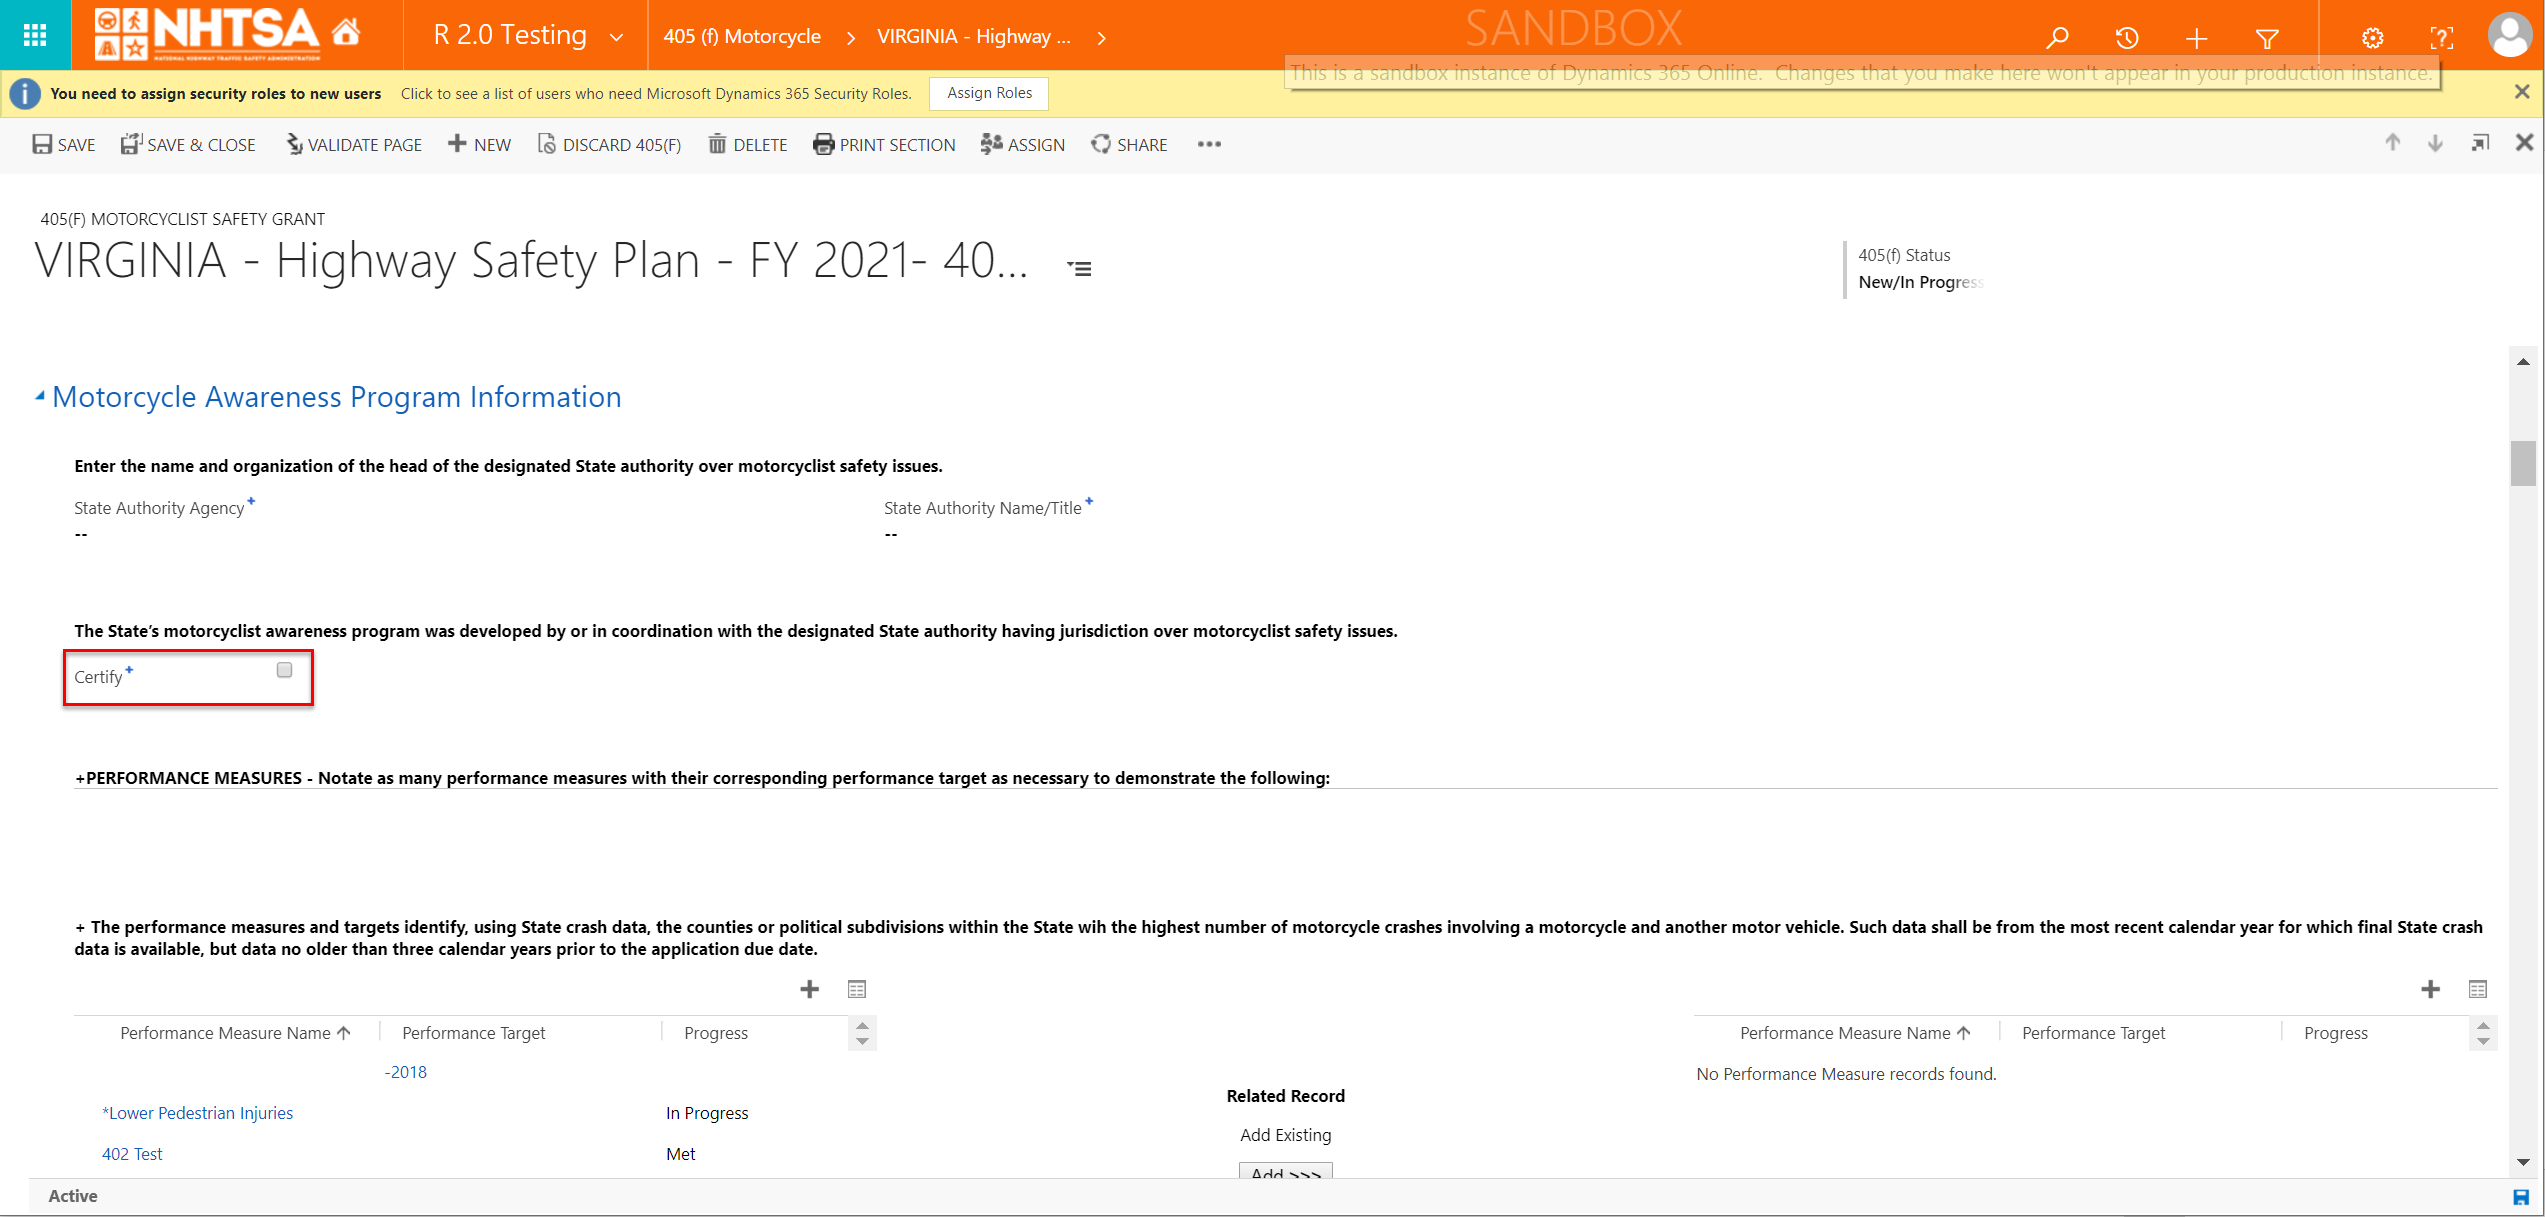 NHTSA
NATIONAL HIGHWAY TRAFFIC SAFETY ADMINISTRATION
R 2.0 Testing
405 (f) Motorcycle
VIRGINIA - Highway ...
SANDBOX
This is a sandbox instance of Dynamics 365 Online. Changes that you make here won't appear in your production instance.
You need to assign security roles to new users Click to see a list of users who need Microsoft Dynamics 365 Security Roles. Assign Roles
SAVE SAVE & CLOSE VALIDATE PAGE NEW DISCARD 405(F) DELETE PRINT SECTION ASSIGN SHARE •••
405(F) MOTORCYCLIST SAFETY GRANT
VIRGINIA - Highway Safety Plan - FY 2021- 40...
405(f) Status
New/In Progress
Motorcycle Awareness Program Information
Enter the name and organization of the head of the designated State authority over motorcyclist safety issues.
State Authority Agency+ State Authority Name/Title+
-- --
The State's motorcyclist awareness program was developed by or in coordination with the designated State authority having jurisdiction over motorcyclist safety issues.
Certify+
+PERFORMANCE MEASURES - Notate as many performance measures with their corresponding performance target as necessary to demonstrate the following:
+ The performance measures and targets identify, using State crash data, the counties or political subdivisions within the State wih the highest number of motorcycle crashes involving a motorcycle and another motor vehicle. Such data shall be from the most recent calendar year for which final State crash
data is available, but data no older than three calendar years prior to the application due date.
Performance Measure Name ↑ Performance Target Progress Performance Measure Name ↑ Performance Target Progress
-2018 No Performance Measure records found.
Related Record
*Lower Pedestrian Injuries In Progress
Add Existing
402 Test Met
Add >>>
Active